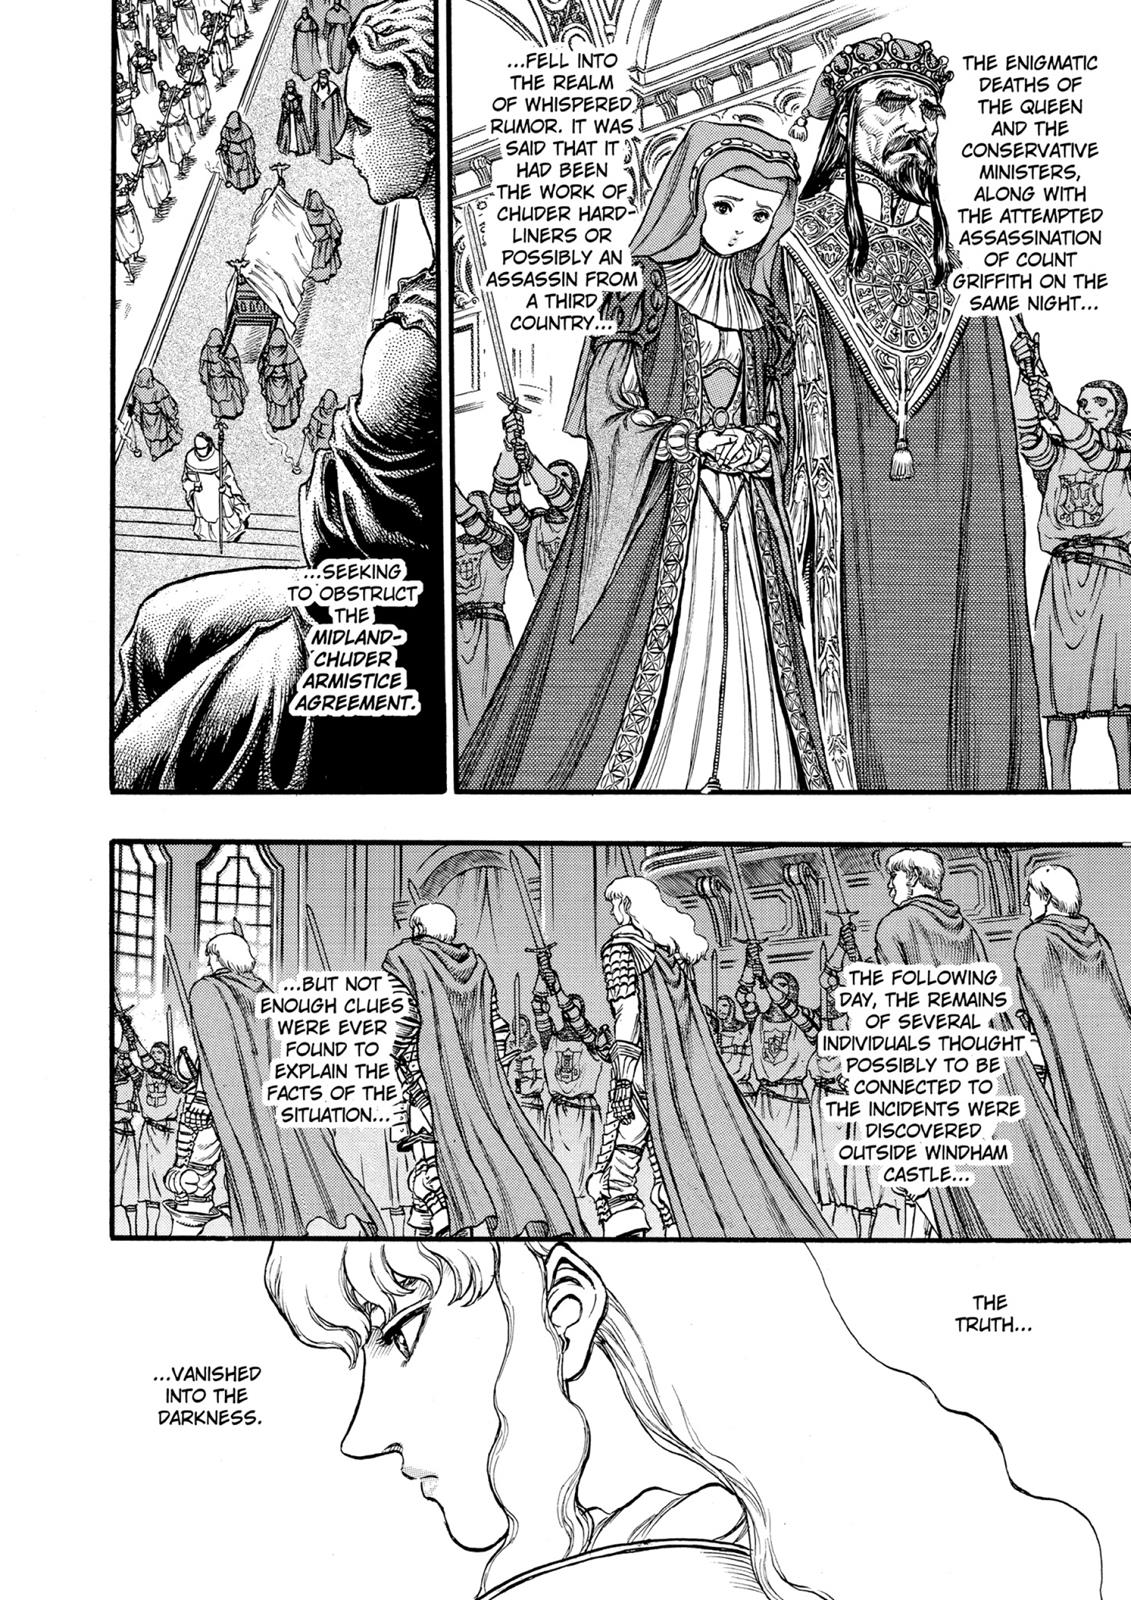 THE ENIGMATIC
DEATHS OF
THE QUEEN
AND THE
CONSERVATIVE
MINISTERS,
ALONG WITH
THE ATTEMPTED
ASSASSINATION
OF COUNT
GRIFFITH ON THE
SAME NIGHT...
...FELL INTO
THE REALM
OF WHISPERED
RUMOR. IT WAS
SAID THAT IT
HAD BEEN
THE WORK OF
CHUDER HARD-
LINERS OR
POSSIBLY AN
ASSASSIN FROM
A THIRD
COUNTRY...
...SEEKING
TO OBSTRUCT
THE
MIDLAND-
CHUDER
ARMISTICE
AGREEMENT.
THE FOLLOWING
DAY, THE REMAINS
OF SEVERAL
INDIVIDUALS THOUGHT
POSSIBLY TO BE
CONNECTED TO
THE INCIDENTS WERE
DISCOVERED
OUTSIDE WINDHAM
CASTLE...
...BUT NOT
ENOUGH CLUES
WERE EVER
FOUND TO
EXPLAIN THE
FACTS OF THE
SITUATION...
THE
TRUTH...
...VANISHED
INTO THE
DARKNESS.